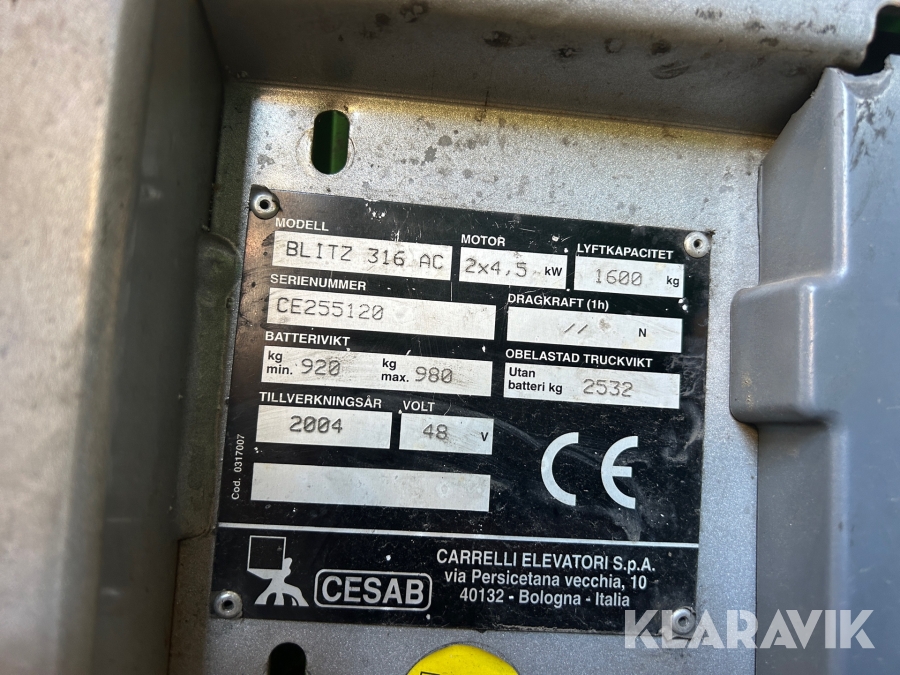 MODELL
BLITZ 316 AC
MOTOR
2x4,5 kW
LYFTKAPACITET
1600 kg
SERIENUMMER
CE255120
DRAGKRAFT (1h)
// N
BATTERIVIKT
kg min. 920 kg max. 980
OBELASTAD TRUCKVIKT
Utan batteri kg 2532
TILLVERKNINGSÅR
2004
VOLT
48 V
Cod. 0317007
CE
CESAB
CARRELLI ELEVATORI S.p.A.
via Persicetana vecchia, 10
40132 - Bologna - Italia
KLARAVIK